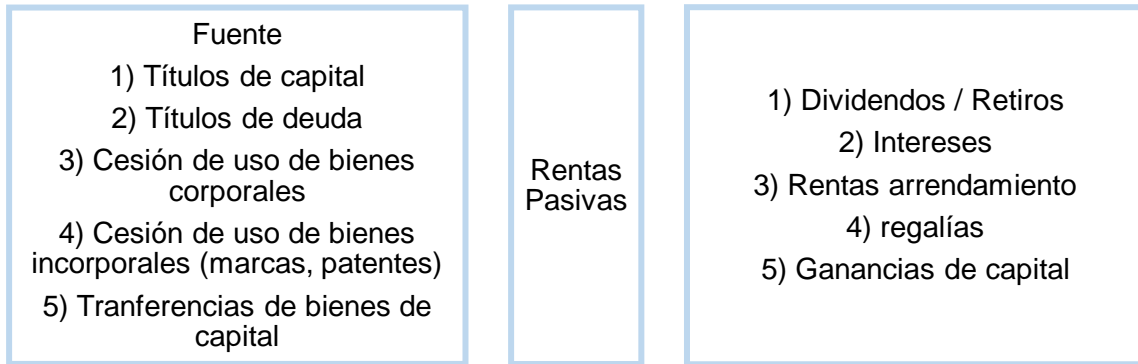 Fuente
1) Títulos de capital
2) Títulos de deuda
3) Cesión de uso de bienes
corporales
4) Cesión de uso de bienes
incorporales (marcas, patentes)
5) Tranferencias de bienes de
capital
Rentas
Pasivas
1) Dividendos / Retiros
2) Intereses
3) Rentas arrendamiento
4) regalías
5) Ganancias de capital